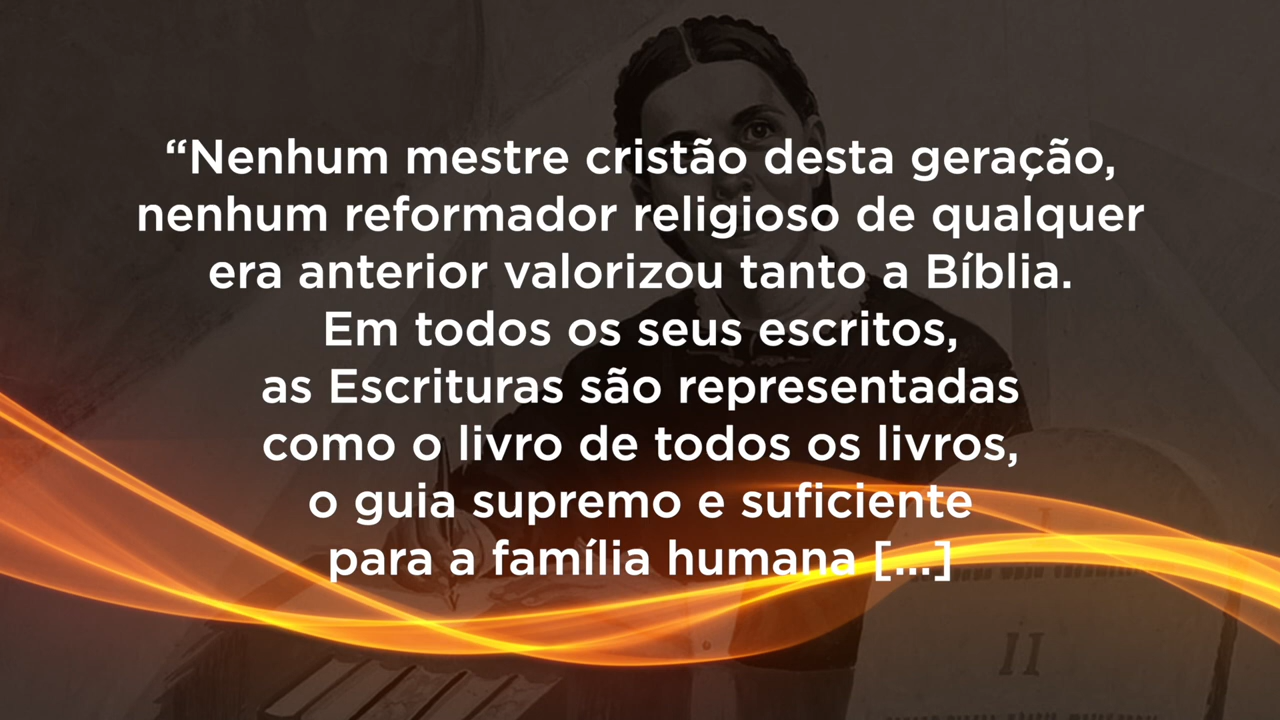 “Nenhum mestre cristão desta geração,
nenhum reformador religioso de qualquer
era anterior valorizou tanto a Bíblia.
Em todos os seus escritos,
as Escrituras são representadas
como o livro de todos os livros,
o guia supremo e suficiente
para a família humana [...]
I
II